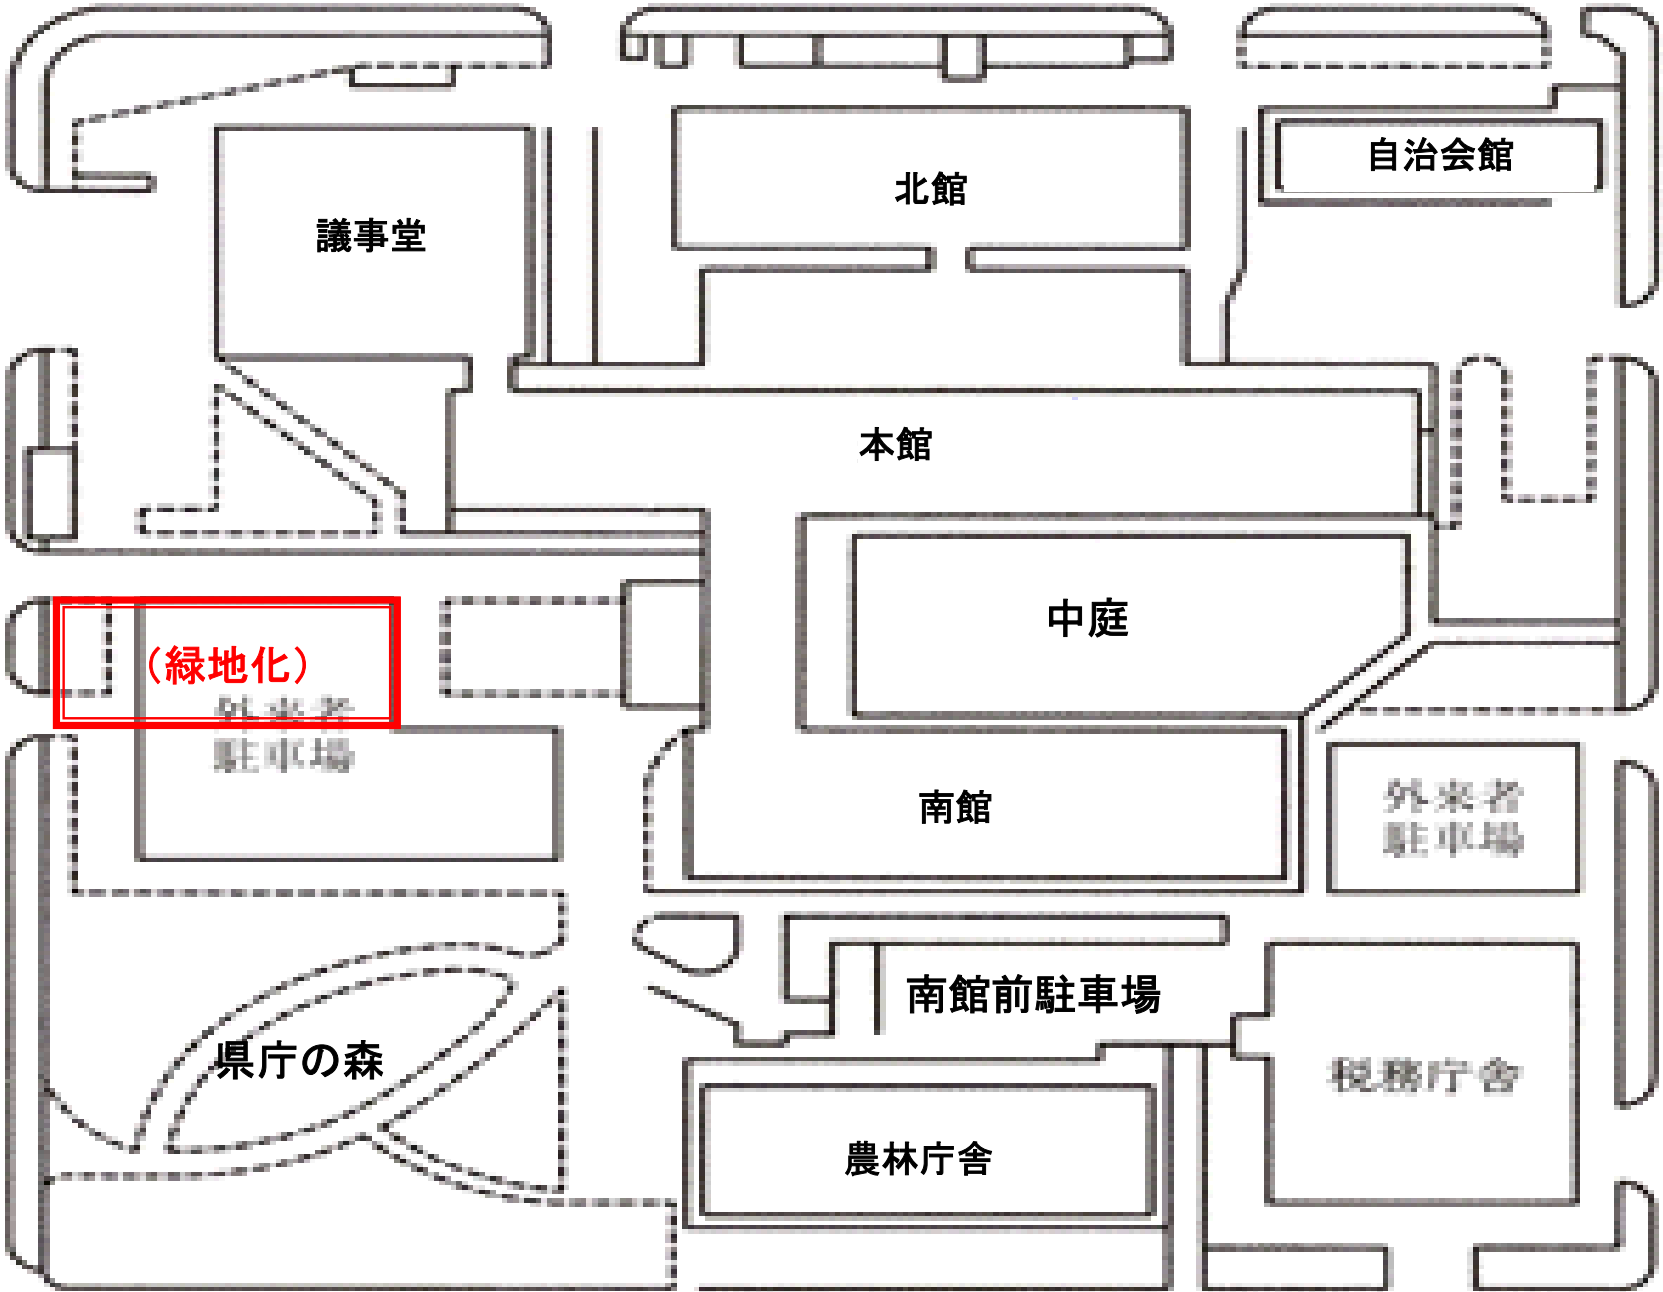 自治会館
北館
議事堂
本館
中庭
（緑地化）
外来者
駐車場
南館
外来者
駐車場
南館前駐車場
県庁の森
税務庁舎
農林庁舎